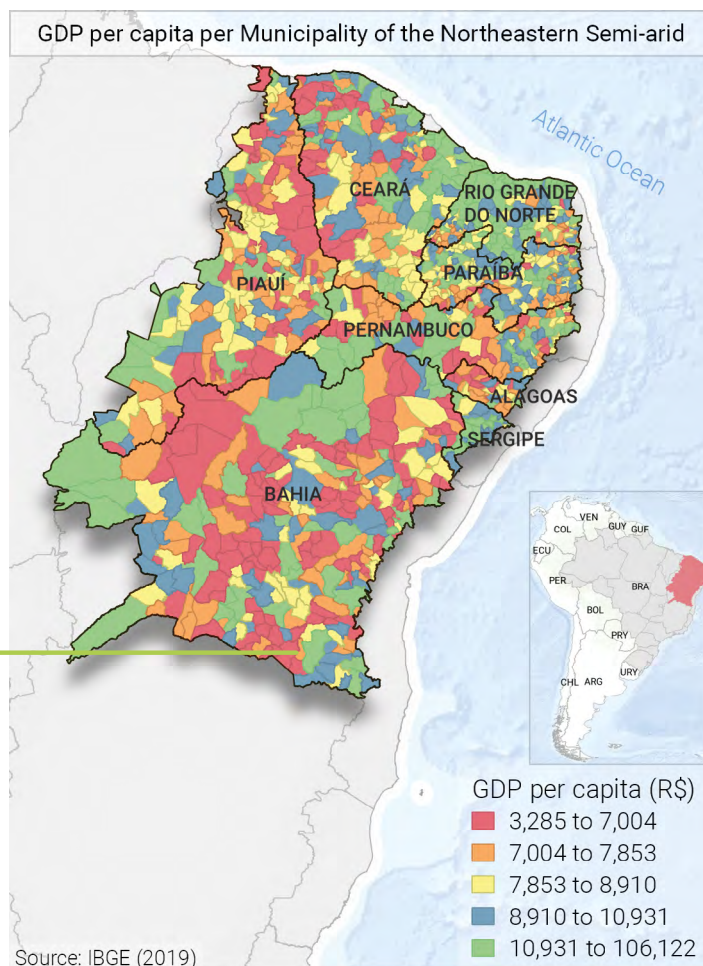 GDP per capita per Municipality of the Northeastern Semi-arid
Atlantic Ocean
CEARÁ
RIO GRANDE
DO NORTE
PARAÍBA
PIAUÍ
PERNAMBUCO
ALAGOAS
SERGIPE
BAHIA
VEN
COL
GUY
GUF
ECU
PER
BRA
BOL
PRY
CHL
ARG
URY
GDP per capita (R$)
3,285 to 7,004
7,004 to 7,853
7,853 to 8,910
8,910 to 10,931
10,931 to 106,122
Source: IBGE (2019)